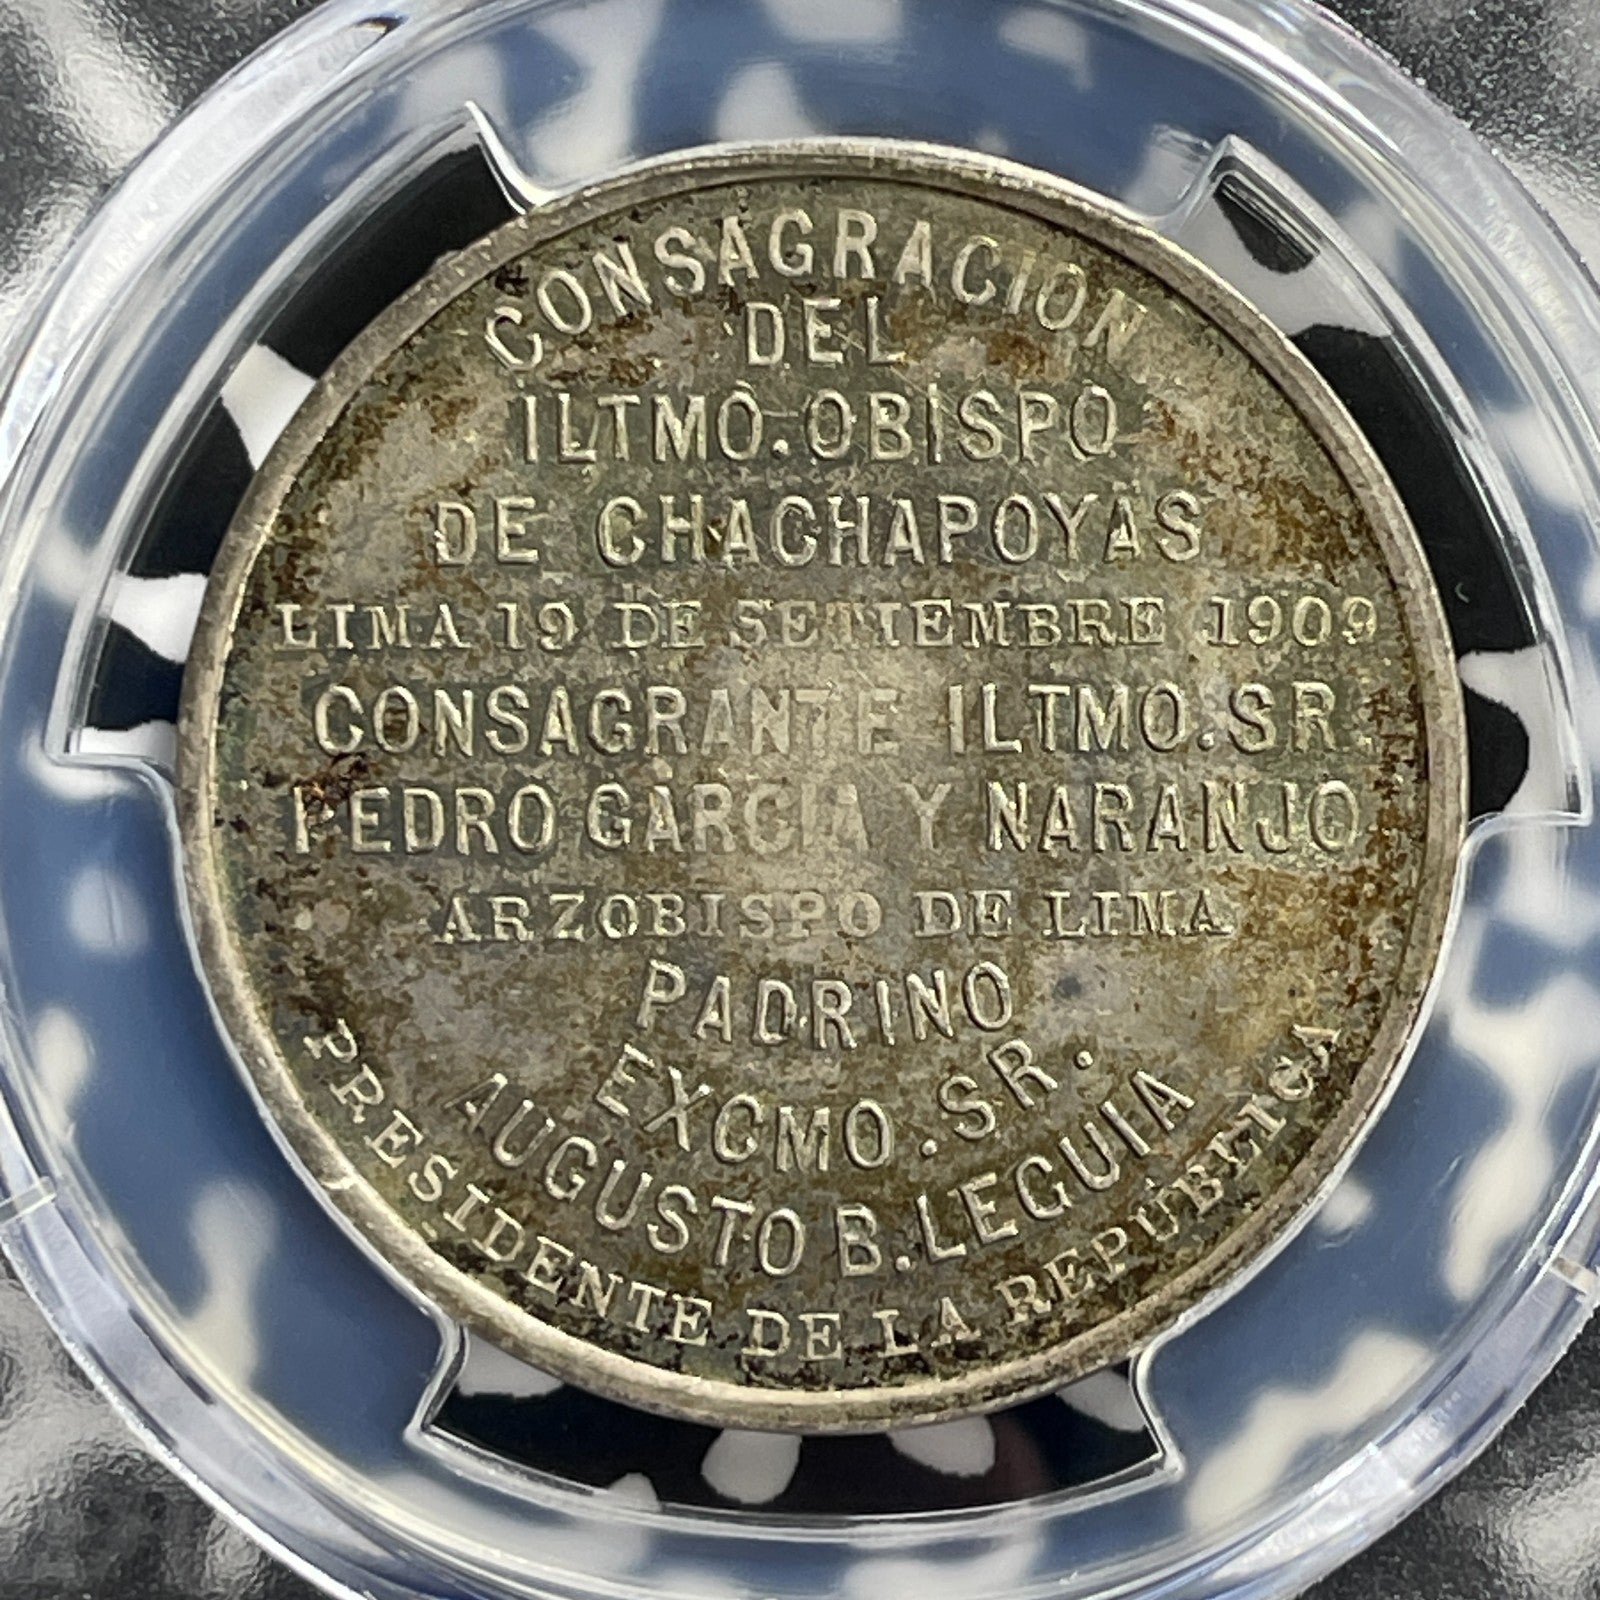 CONSAGRACION
DEL
ILTMO.OBISPO
DE CHACHAPOYAS
LIMA 19 DE SETIEMBRE 1909
CONSAGRANTE ILTMO.SR.
PEDRO GARCIA Y NARANJO
ARZOBISPO DE LIMA
PADRINO
EXCMO.SR.
AUGUSTO B.LEGUIA
PRESIDENTE DE LA REPÚBLICA